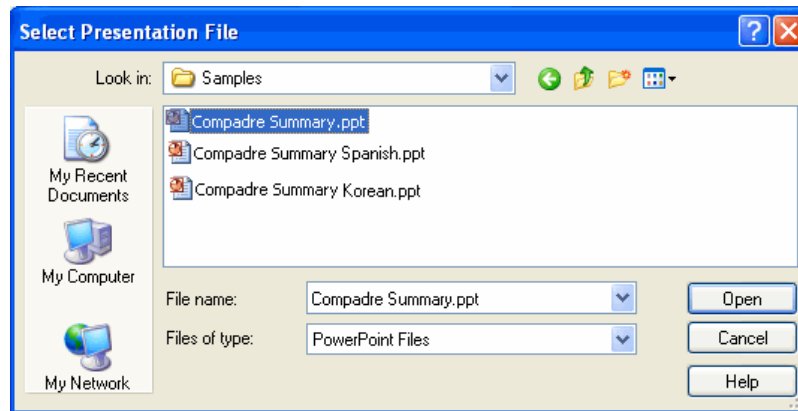 Select Presentation File
?
Look in: Samples
Compadre Summary.ppt
Compadre Summary Spanish.ppt
Compadre Summary Korean.ppt
My Recent
Documents
My Computer
My Network
File name: Compadre Summary.ppt Open
Files of type: PowerPoint Files Cancel
Help